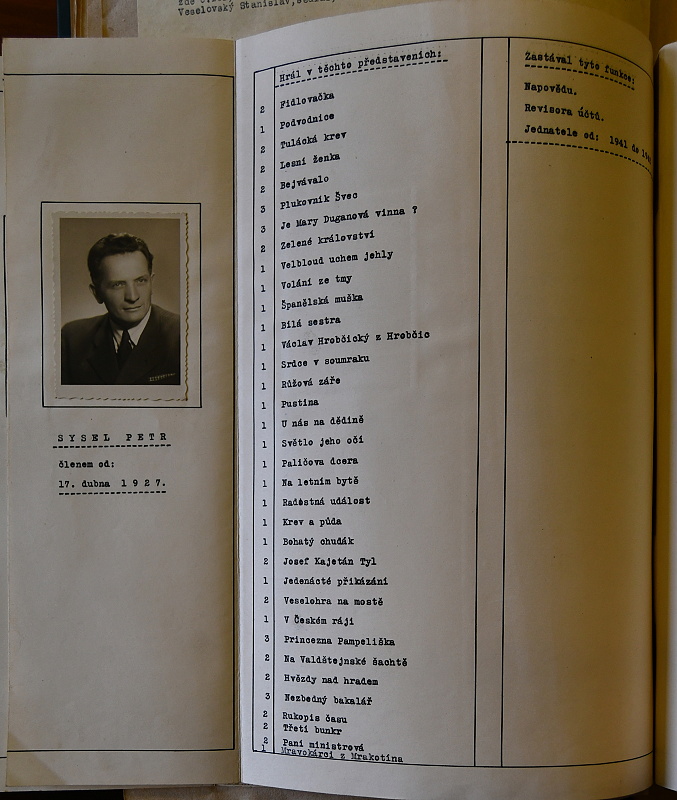 Veselovský Stanislav,
SYSEL PETR
členem od:
17. dubna 1927.
Hrál v těchto představeních:
2 Fidlovačka
1 Podvodnice
2 Tulácká krev
2 Lesní ženka
2 Bejvávalo
3 Plukovník Švec
3 Je Mary Duganová vinna ?
2 Zelené království
1 Velbloud uchem jehly
1 Volání ze tmy
1 Španělská muška
1 Bílá sestra
1 Václav Hrobčický z Hrobčic
1 Srdce v soumraku
1 Růžová záře
1 Pustina
1 U nás na dědině
1 Světlo jeho očí
1 Paličova dcera
1 Na letním bytě
1 Radostná událost
1 Krev a půda
1 Bohatý chudák
2 Josef Kajetán Tyl
1 Jedenácté přikázání
2 Veselohra na mostě
1 V Českém ráji
3 Princezna Pampeliška
2 Na Valdštejnské šachtě
2 Hvězdy nad hradem
3 Nezbedný bakalář
2 Rukopis času
2 Třetí bunkr
2 Paní ministrová
1 Mravokárci z Mrakotína
Zastával tyto funkce:
Napovědu.
Revisora účtů.
Jednatele od: 1941 do